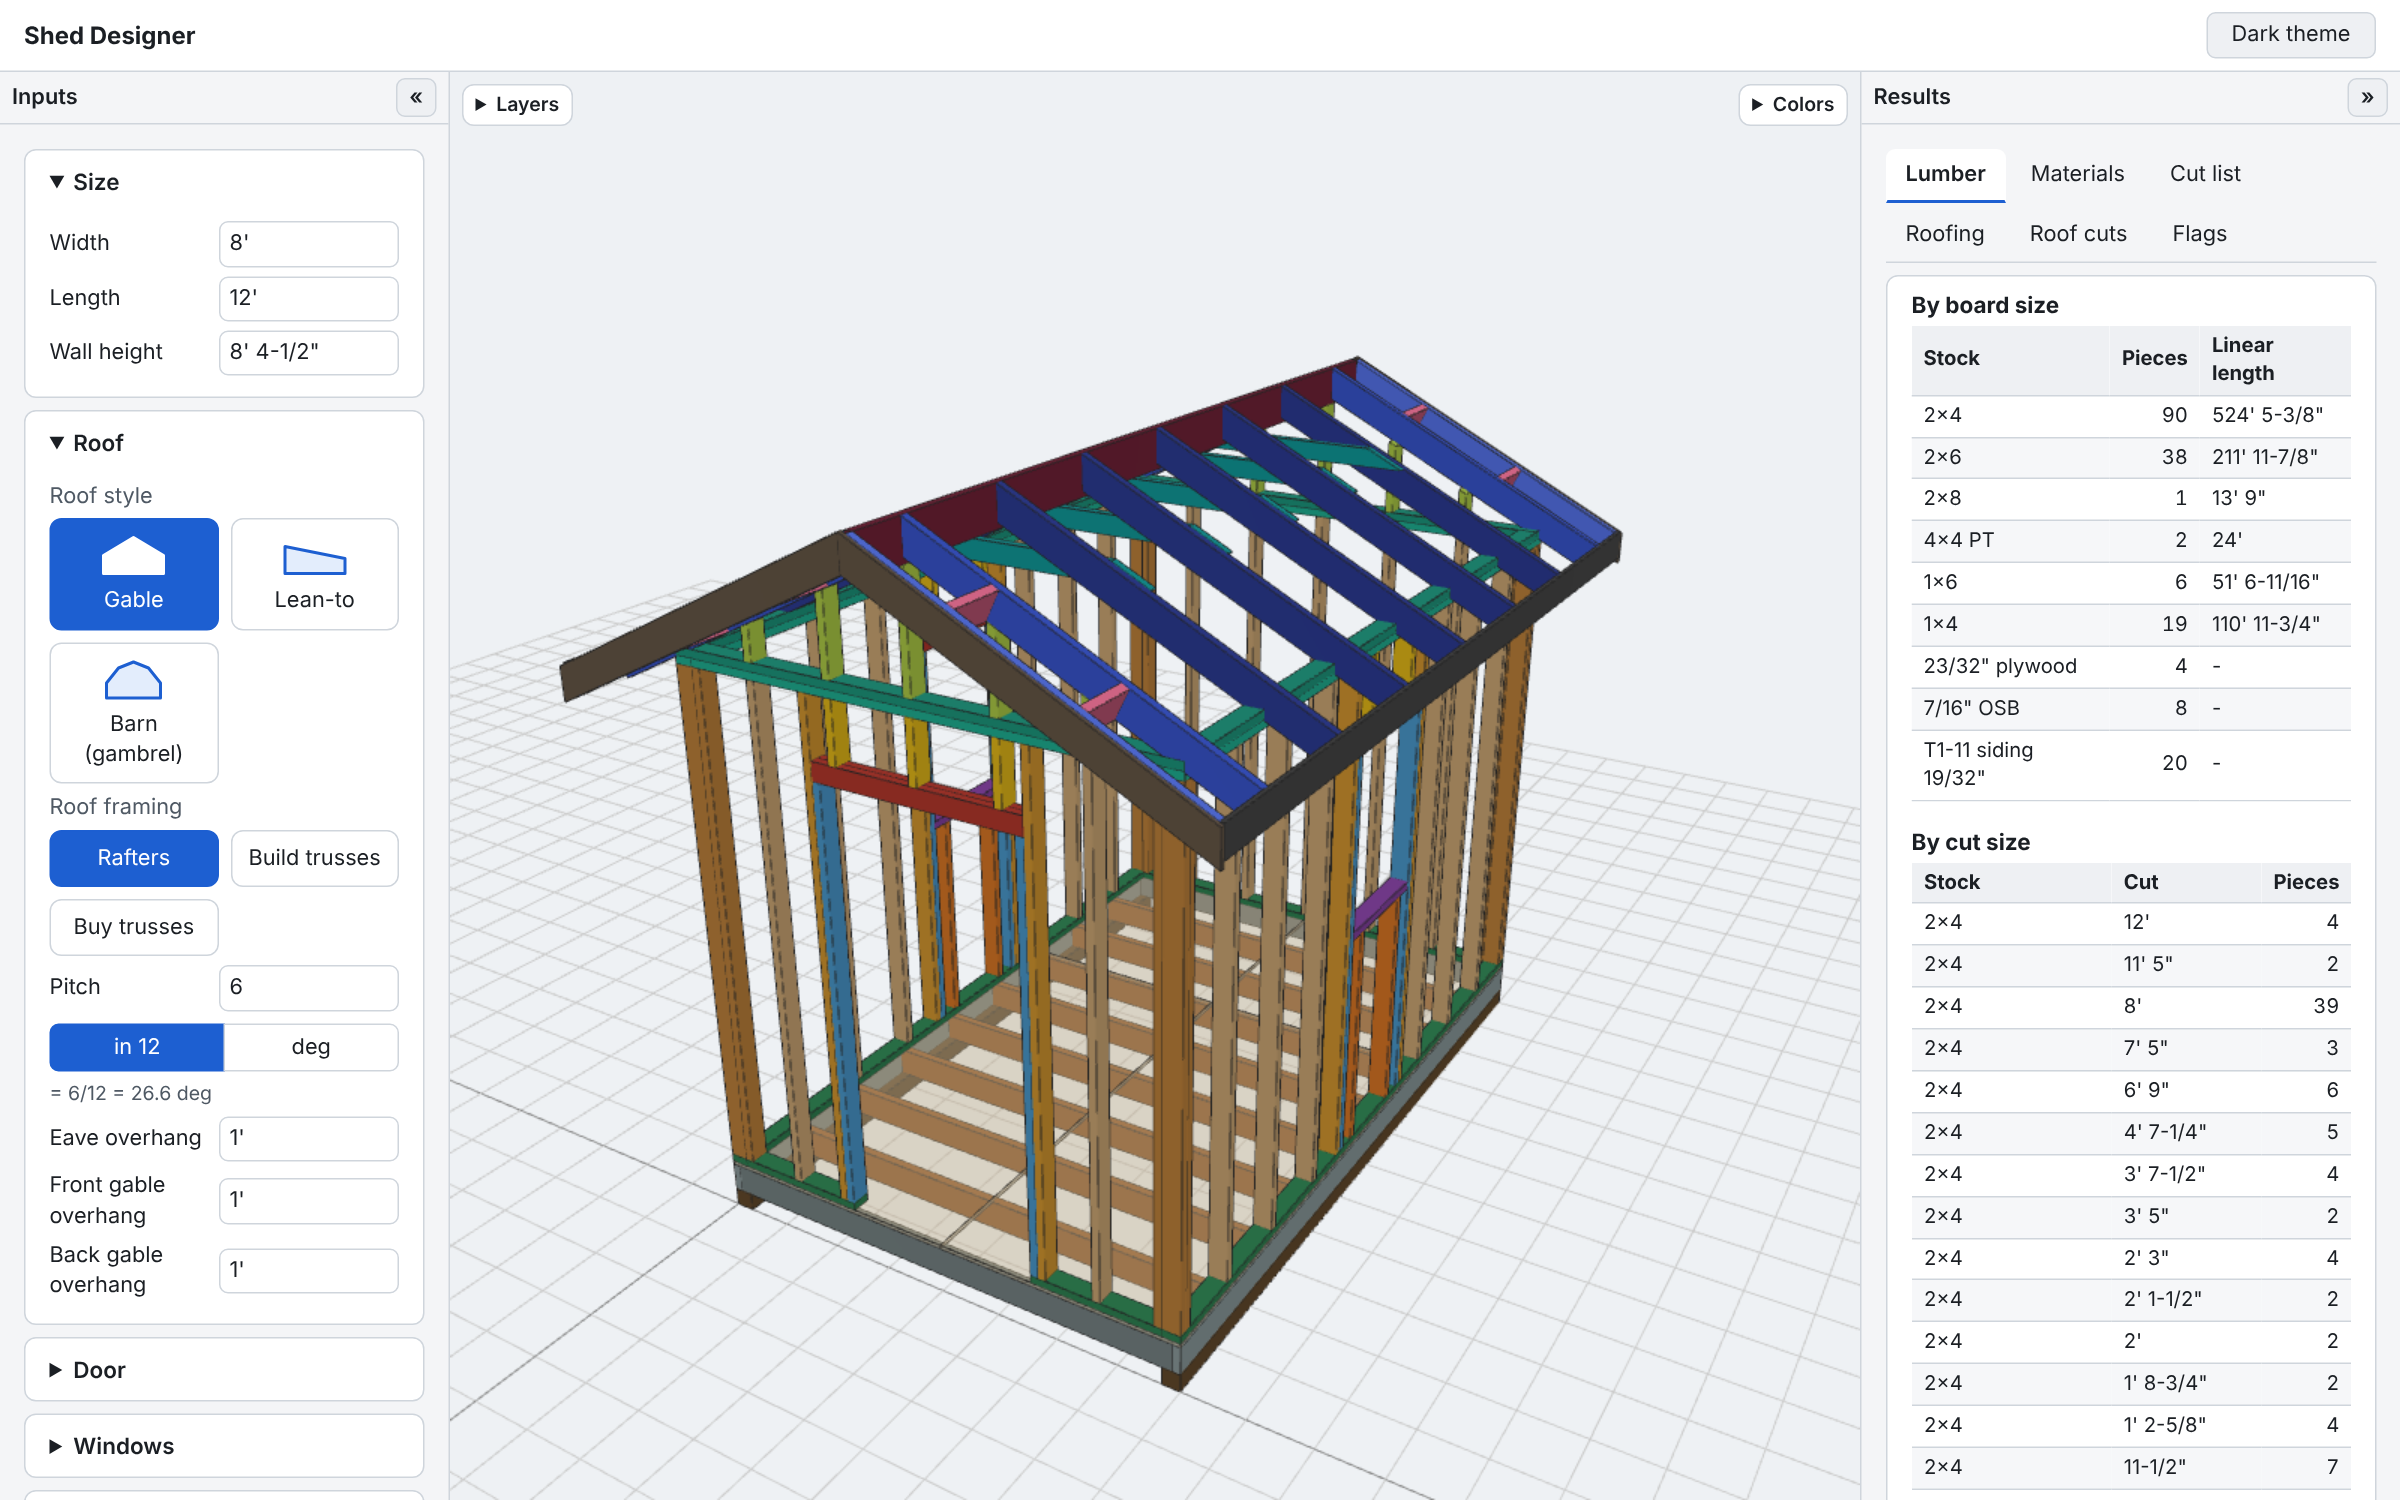 Shed Designer
Dark theme
Inputs
«
▼ Size
Width 8'
Length 12'
Wall height 8' 4-1/2"
▼ Roof
Roof style
Gable
Lean-to
Barn
(gambrel)
Roof framing
Rafters
Build trusses
Buy trusses
Pitch 6
in 12
deg
= 6/12 = 26.6 deg
Eave overhang 1'
Front gable
overhang
1'
Back gable
overhang
1'
▶ Door
▶ Windows
▶ Layers
▶ Colors
Results
»
Lumber Materials Cut list
Roofing Roof cuts Flags
By board size
Stock Pieces Linear
length
2×4 90 524' 5-3/8"
2×6 38 211' 11-7/8"
2×8 1 13' 9"
4×4 PT 2 24'
1×6 6 51' 6-11/16"
1×4 19 110' 11-3/4"
23/32" plywood 4 -
7/16" OSB 8 -
T1-11 siding
19/32"
20 -
By cut size
Stock Cut Pieces
2×4 12' 4
2×4 11' 5" 2
2×4 8' 39
2×4 7' 5" 3
2×4 6' 9" 6
2×4 4' 7-1/4" 5
2×4 3' 7-1/2" 4
2×4 3' 5" 2
2×4 2' 3" 4
2×4 2' 1-1/2" 2
2×4 2' 2
2×4 1' 8-3/4" 2
2×4 1' 2-5/8" 4
2×4 11-1/2" 7